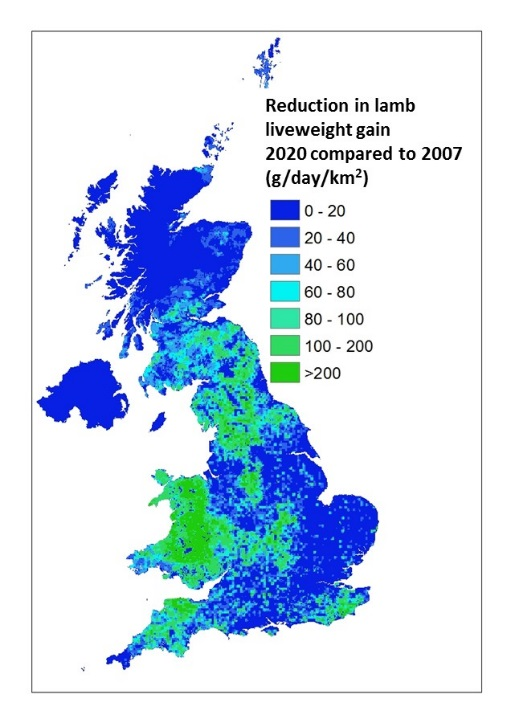 Reduction in lamb
liveweight gain
2020 compared to 2007
(g/day/km²)
0 - 20
20 - 40
40 - 60
60 - 80
80 - 100
100 - 200
>200